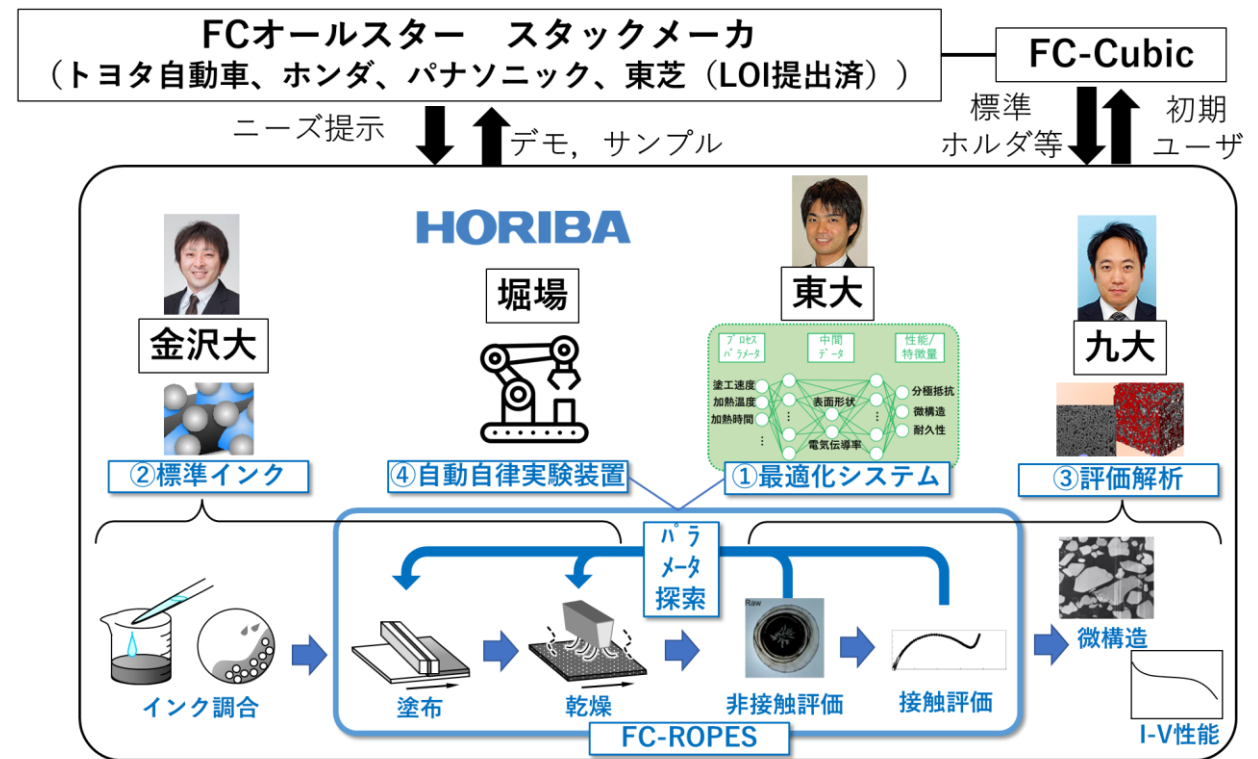 FCオールスター　スタックメーカ
（トヨタ自動車、ホンダ、パナソニック、東芝（LOI提出済））
FC-Cubic
ニーズ提示
デモ，サンプル
標準
ホルダ等
初期
ユーザ
HORIBA
金沢大
堀場
東大
九大
ﾌﾟﾛｾｽ
ﾊﾟﾗﾒｰﾀ
中間
ﾃﾞｰﾀ
性能/
特徴量
塗工速度
加熱温度
加熱時間
⋮
表面形状
⋮
電気伝導率
⋮
分極抵抗
微構造
耐久性
②標準インク
④自動自律実験装置
①最適化システム
③評価解析
ﾊﾟﾗ
ﾒｰﾀ
探索
Raw
インク調合
塗布
乾燥
非接触評価
接触評価
微構造
I-V性能
FC-ROPES